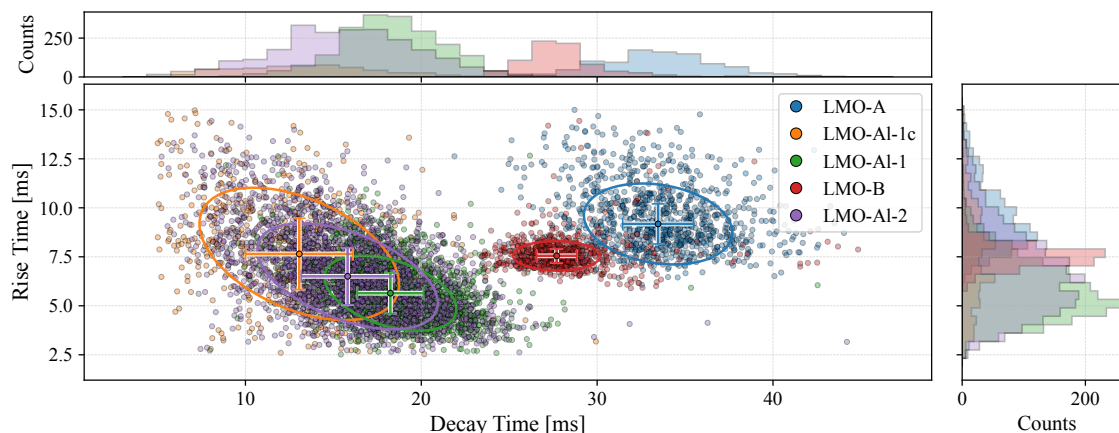 Counts
250
0
Rise Time [ms]
15.0
12.5
10.0
7.5
5.0
2.5
LMO-A
LMO-Al-1c
LMO-Al-1
LMO-B
LMO-Al-2
10
20
30
40
Decay Time [ms]
0
200
Counts